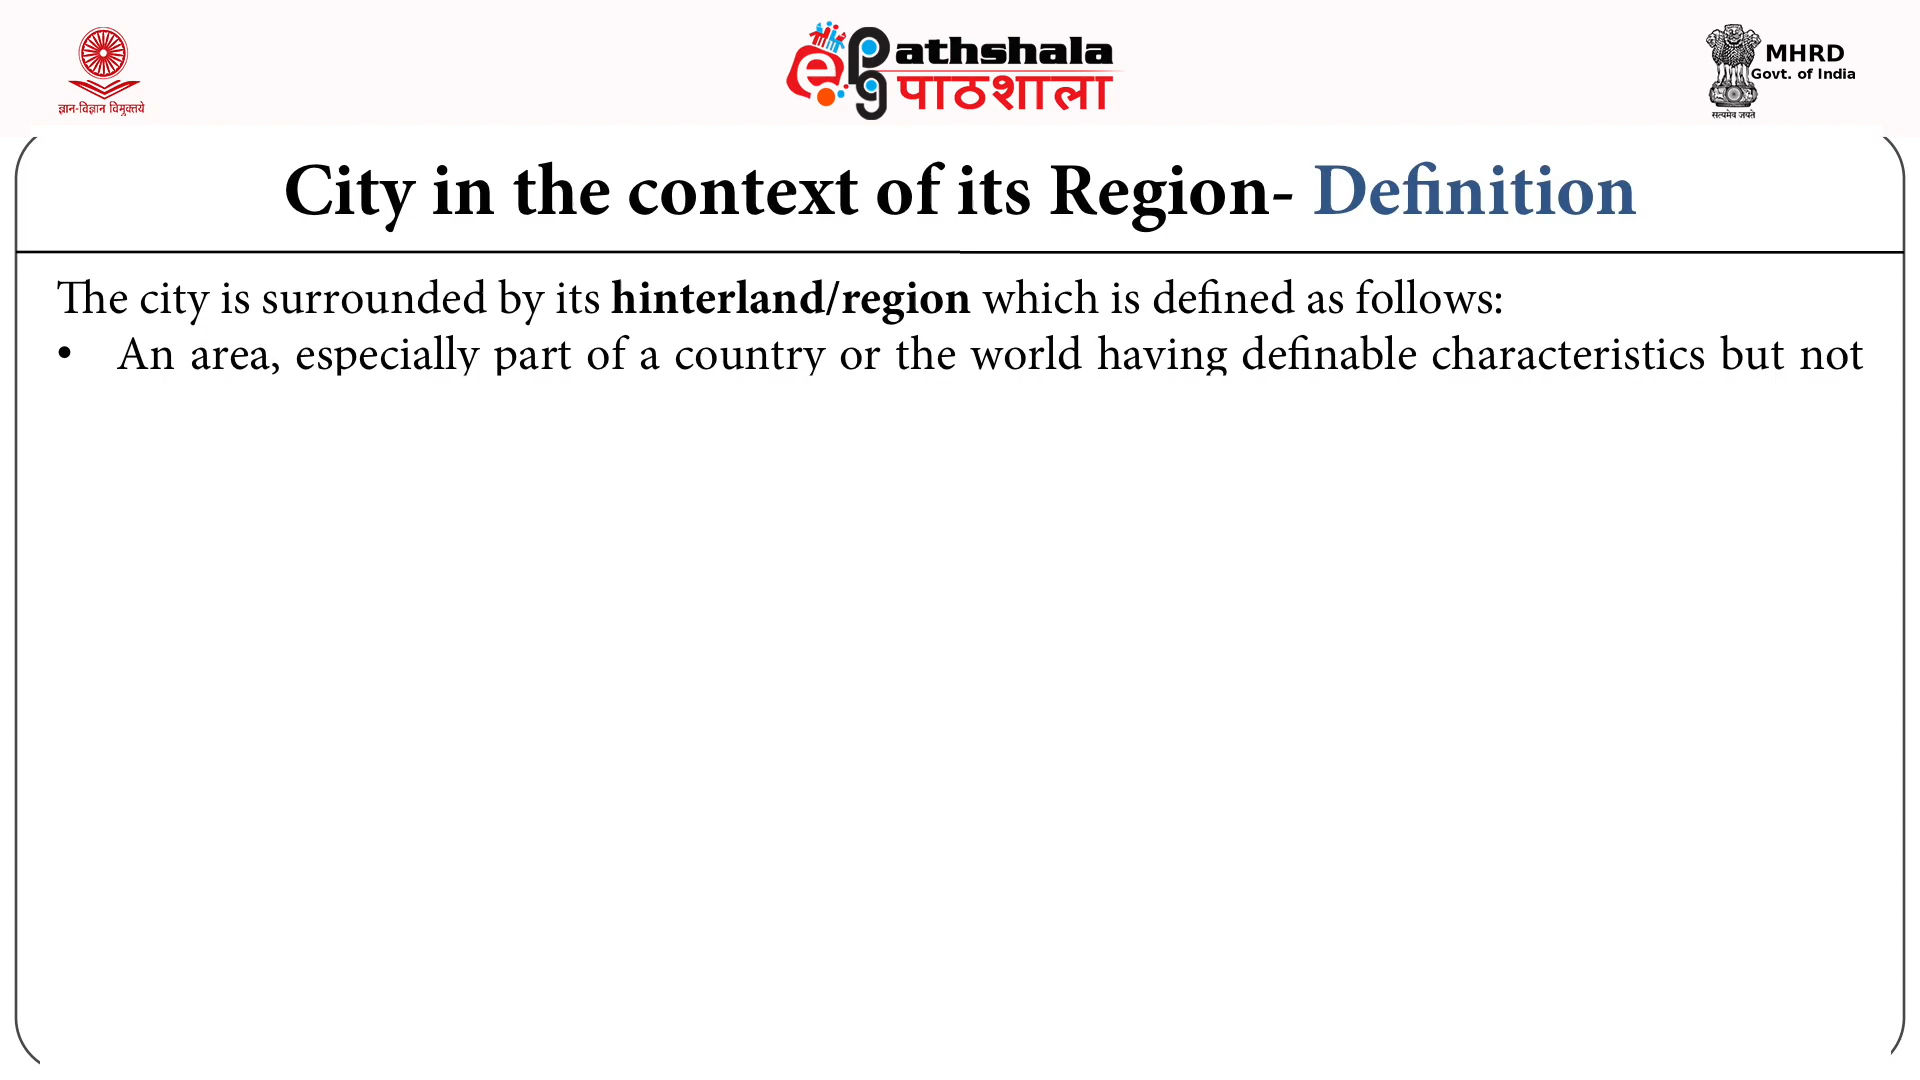 ज्ञान-विज्ञान विमुक्तये
e pg athshala
पाठशाला
MHRD
Govt. of India
सत्यमेव जयते
City in the context of its Region- Definition
The city is surrounded by its hinterland/region which is defined as follows:
• An area, especially part of a country or the world having definable characteristics but not